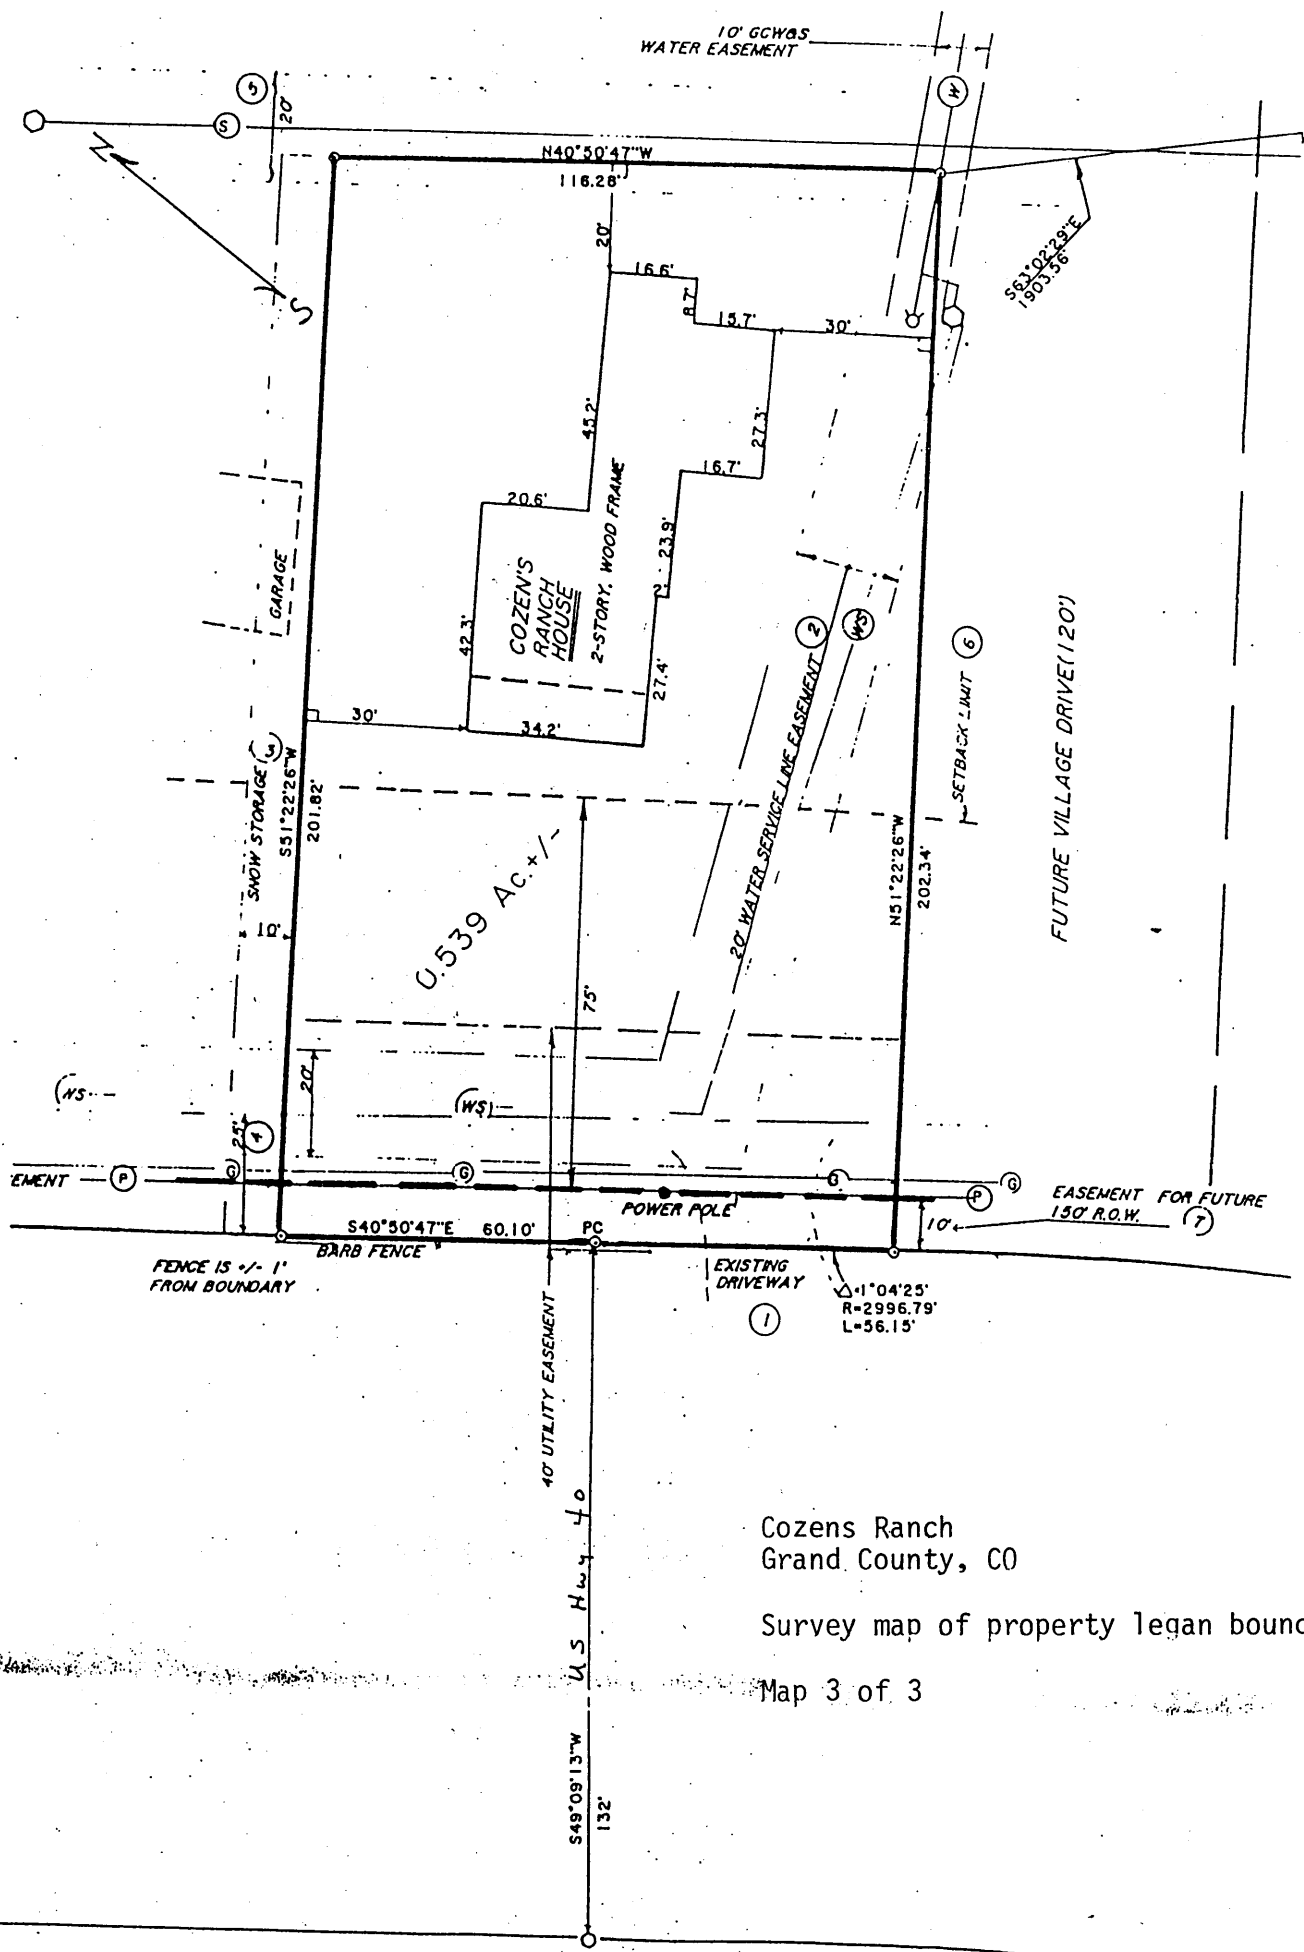 10' GCW&S
WATER EASEMENT
5
20'
S
W
N
S
N40°50'47"W
116.28'
S63°02'29"E
1903.56'
20'
16.6'
8.7'
15.7'
30'
45.2'
27.3'
16.7'
20.6'
23.9'
2'
GARAGE
COZEN'S
RANCH
HOUSE
2-STORY, WOOD FRAME
42.3'
27.4'
30'
34.2'
20' WATER SERVICE LINE EASEMENT
2
WS
SETBACK LIMIT
6
FUTURE VILLAGE DRIVE(120')
SNOW STORAGE
3
S51°22'26"W
201.82'
N51°22'26"W
202.34'
10'
0.539 Ac.+/-
75'
20'
WS
25'
4
EMENT
P
G
G
G
G
P
POWER POLE
10'
EASEMENT FOR FUTURE
150' R.O.W.
7
S40°50'47"E 60.10'
PC
BARB FENCE
FENCE IS +/- 1'
FROM BOUNDARY
EXISTING
DRIVEWAY
1
Δ=1°04'25'
R=2996.79'
L=56.15'
40' UTILITY EASEMENT
US Hwy. 40
S49°09'13"W
132'
Cozens Ranch
Grand County, CO
Survey map of property legan bounc
Map 3 of 3